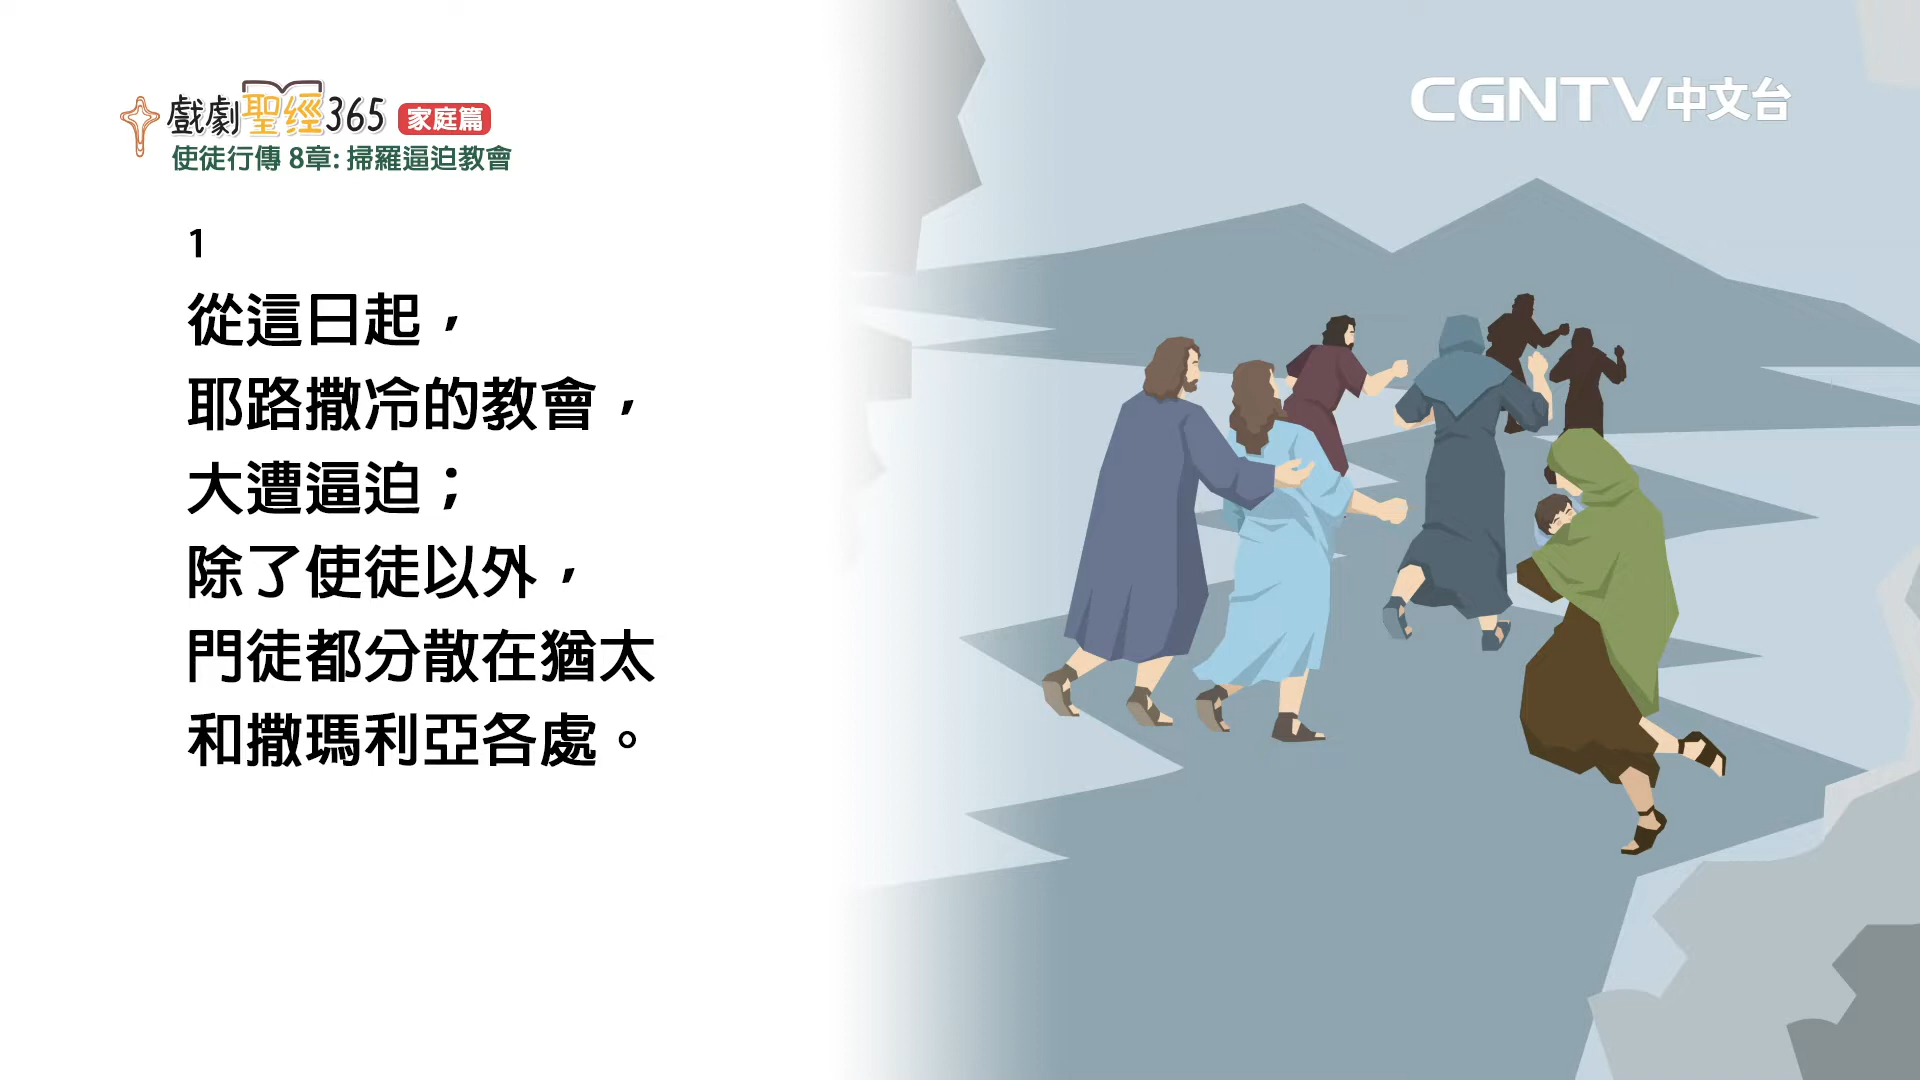 戲劇聖經365 家庭篇
使徒行傳 8章: 掃羅逼迫教會
CGNTV中文台
1
從這日起，
耶路撒冷的教會，
大遭逼迫；
除了使徒以外，
門徒都分散在猶太
和撒瑪利亞各處。